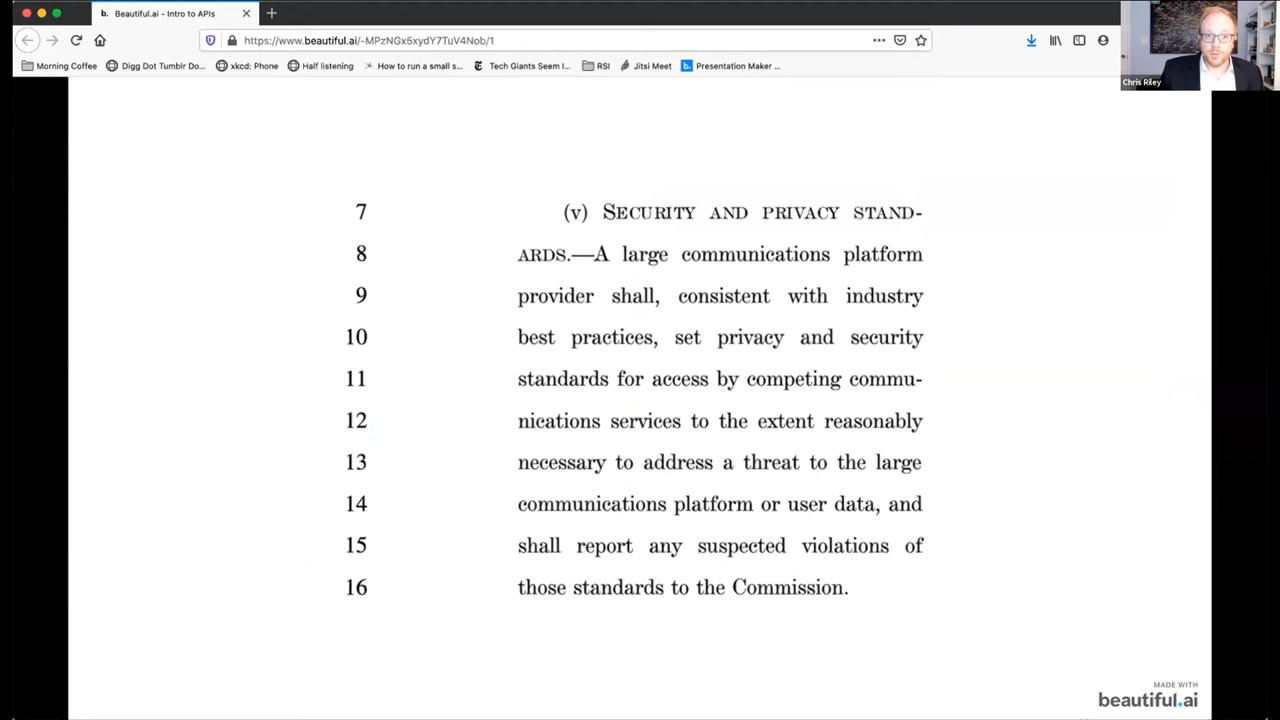 b. Beautiful.ai - Intro to APIs
https://www.beautiful.ai/-MPzNGx5xydY7TuV4Nob/1
Morning Coffee Digg Dot Tumblr Do... xkcd: Phone Half listening How to run a small s... Tech Giants Seem I... RSI Jitsi Meet b. Presentation Maker ...
Chris Riley
7 (v) SECURITY AND PRIVACY STAND-
8 ARDS.—A large communications platform
9 provider shall, consistent with industry
10 best practices, set privacy and security
11 standards for access by competing commu-
12 nications services to the extent reasonably
13 necessary to address a threat to the large
14 communications platform or user data, and
15 shall report any suspected violations of
16 those standards to the Commission.
MADE WITH
beautiful.ai